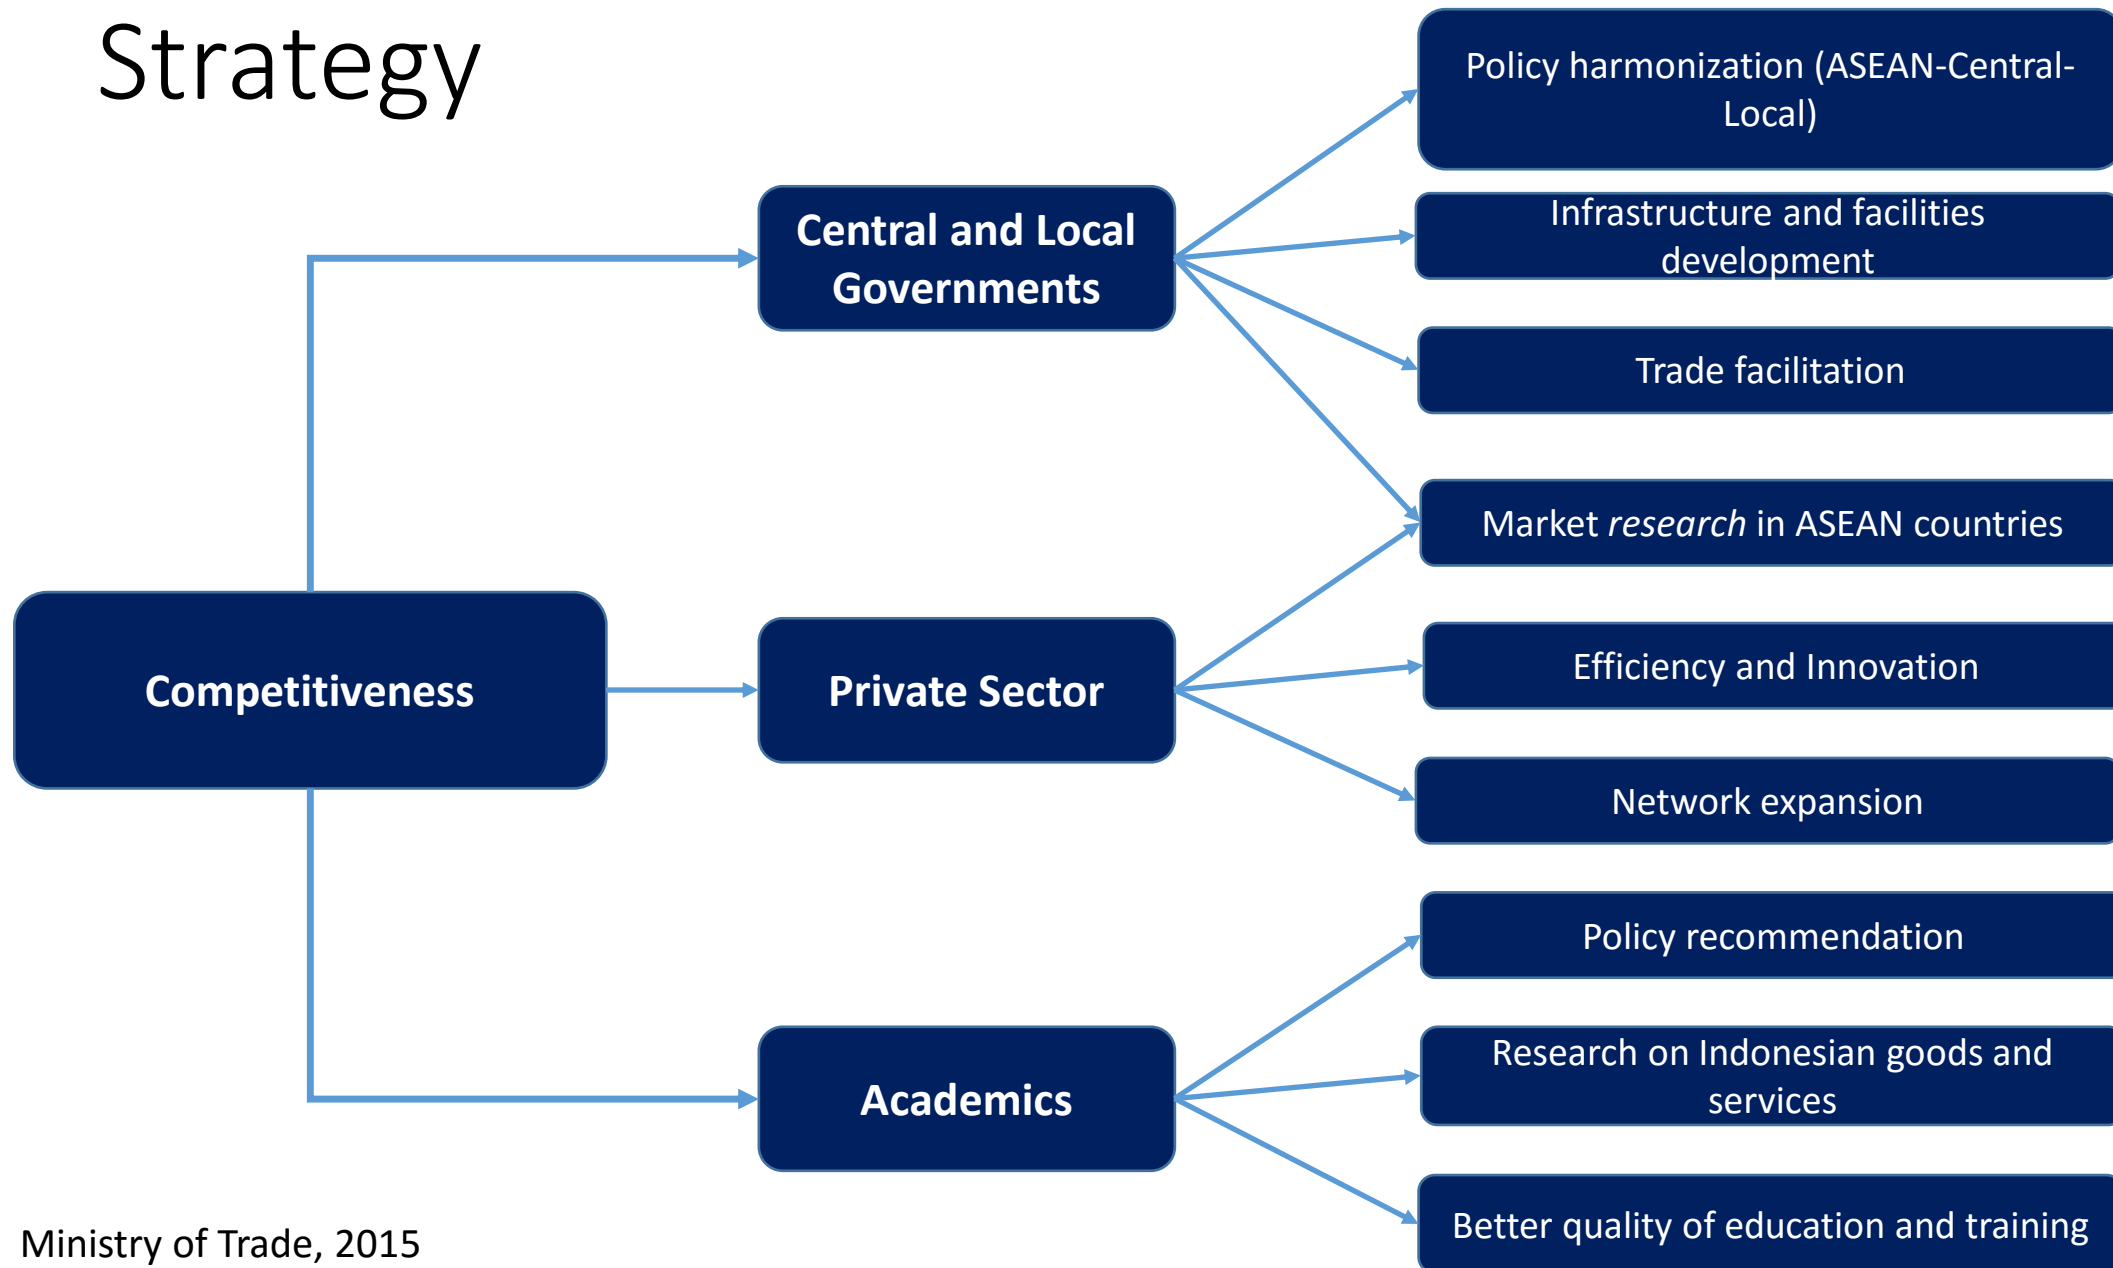 Strategy
Policy harmonization (ASEAN-Central-
Local)
Central and Local
Governments
Infrastructure and facilities
development
Trade facilitation
Market research in ASEAN countries
Competitiveness
Private Sector
Efficiency and Innovation
Network expansion
Policy recommendation
Academics
Research on Indonesian goods and
services
Better quality of education and training
Ministry of Trade, 2015